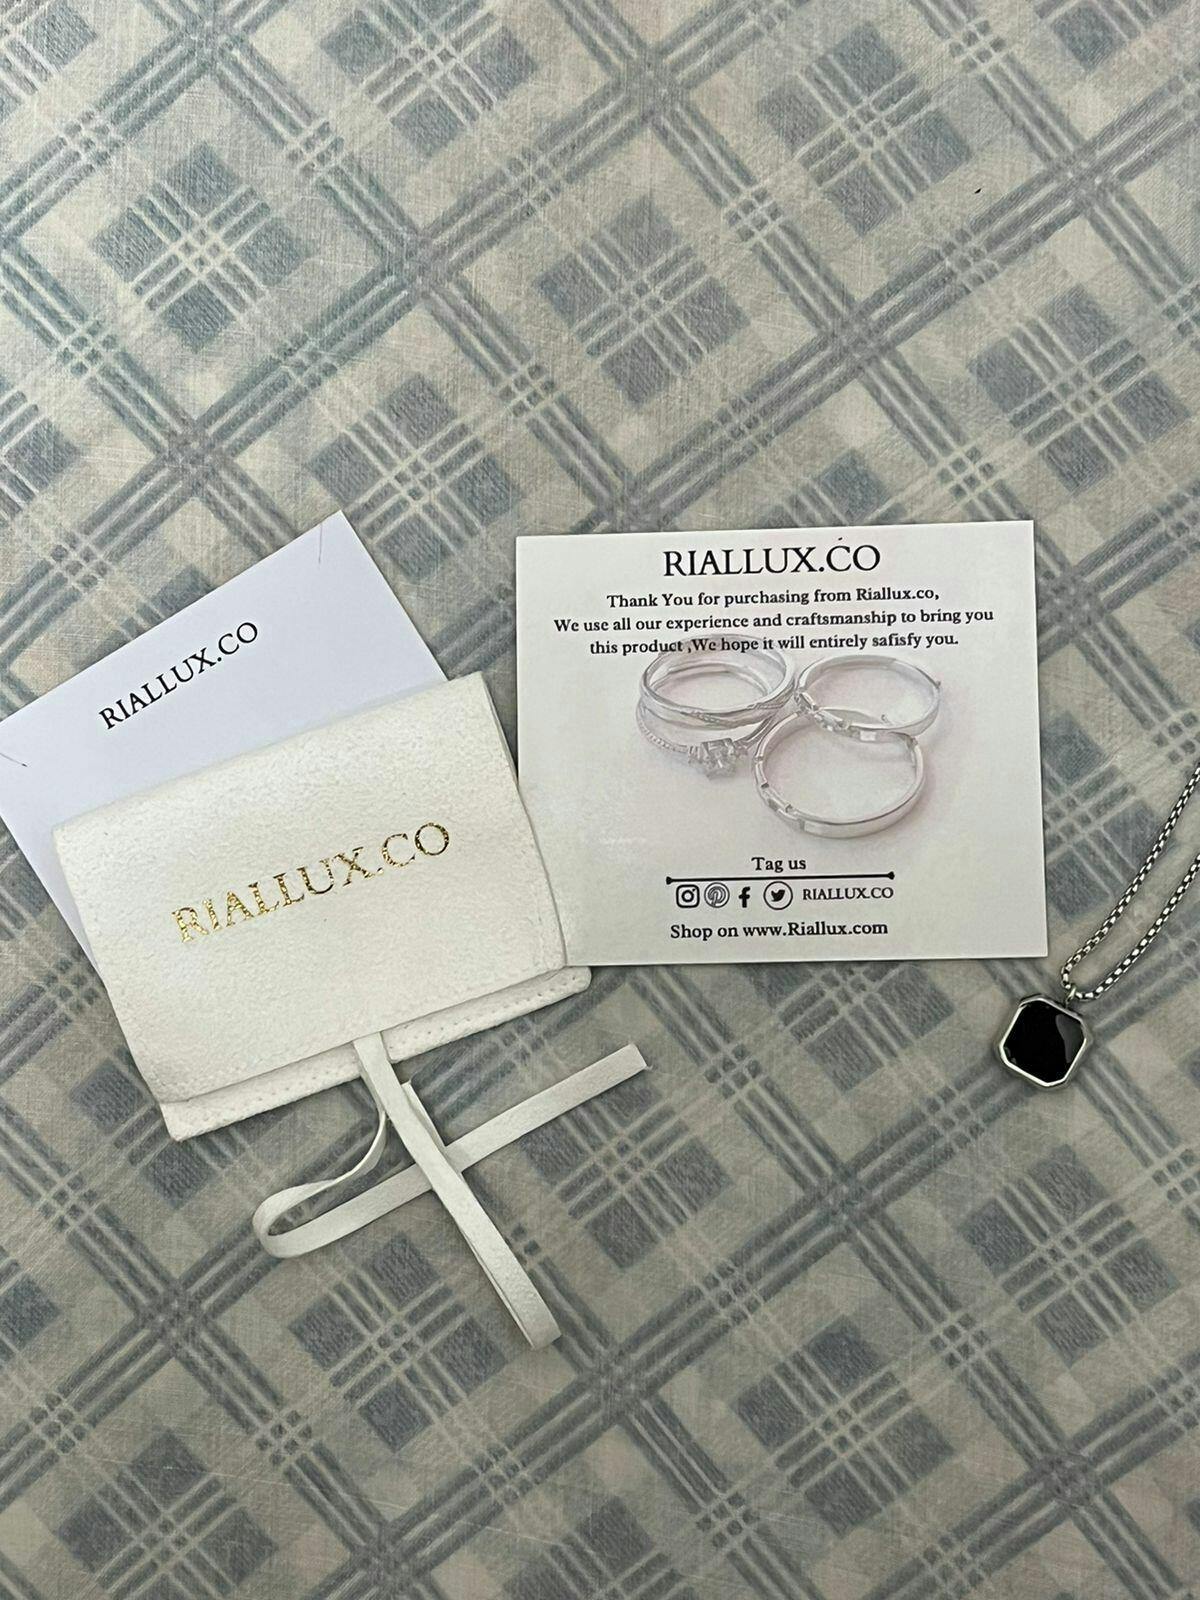 RIALLUX.CO
RIALLUX.CO
RIALLUX.CO
Thank You for purchasing from Riallux.co,
We use all our experience and craftsmanship to bring you
this product ,We hope it will entirely safisfy you.
Tag us
RIALLUX.CO
Shop on www.Riallux.com